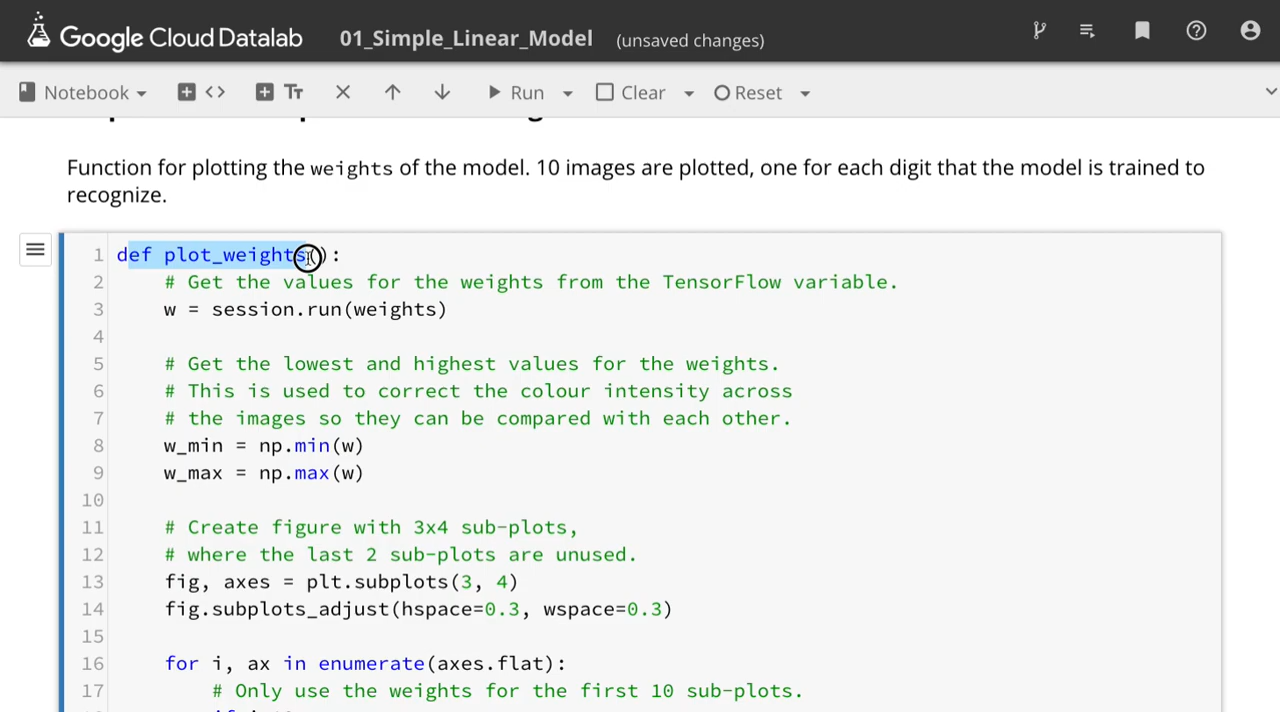 Google Cloud Datalab 01_Simple_Linear_Model (unsaved changes)
Notebook Tt Run Clear Reset
Function for plotting the weights of the model. 10 images are plotted, one for each digit that the model is trained to
recognize.
1 def plot_weights():
2 # Get the values for the weights from the TensorFlow variable.
3 w = session.run(weights)
4
5 # Get the lowest and highest values for the weights.
6 # This is used to correct the colour intensity across
7 # the images so they can be compared with each other.
8 w_min = np.min(w)
9 w_max = np.max(w)
10
11 # Create figure with 3x4 sub-plots,
12 # where the last 2 sub-plots are unused.
13 fig, axes = plt.subplots(3, 4)
14 fig.subplots_adjust(hspace=0.3, wspace=0.3)
15
16 for i, ax in enumerate(axes.flat):
17 # Only use the weights for the first 10 sub-plots.